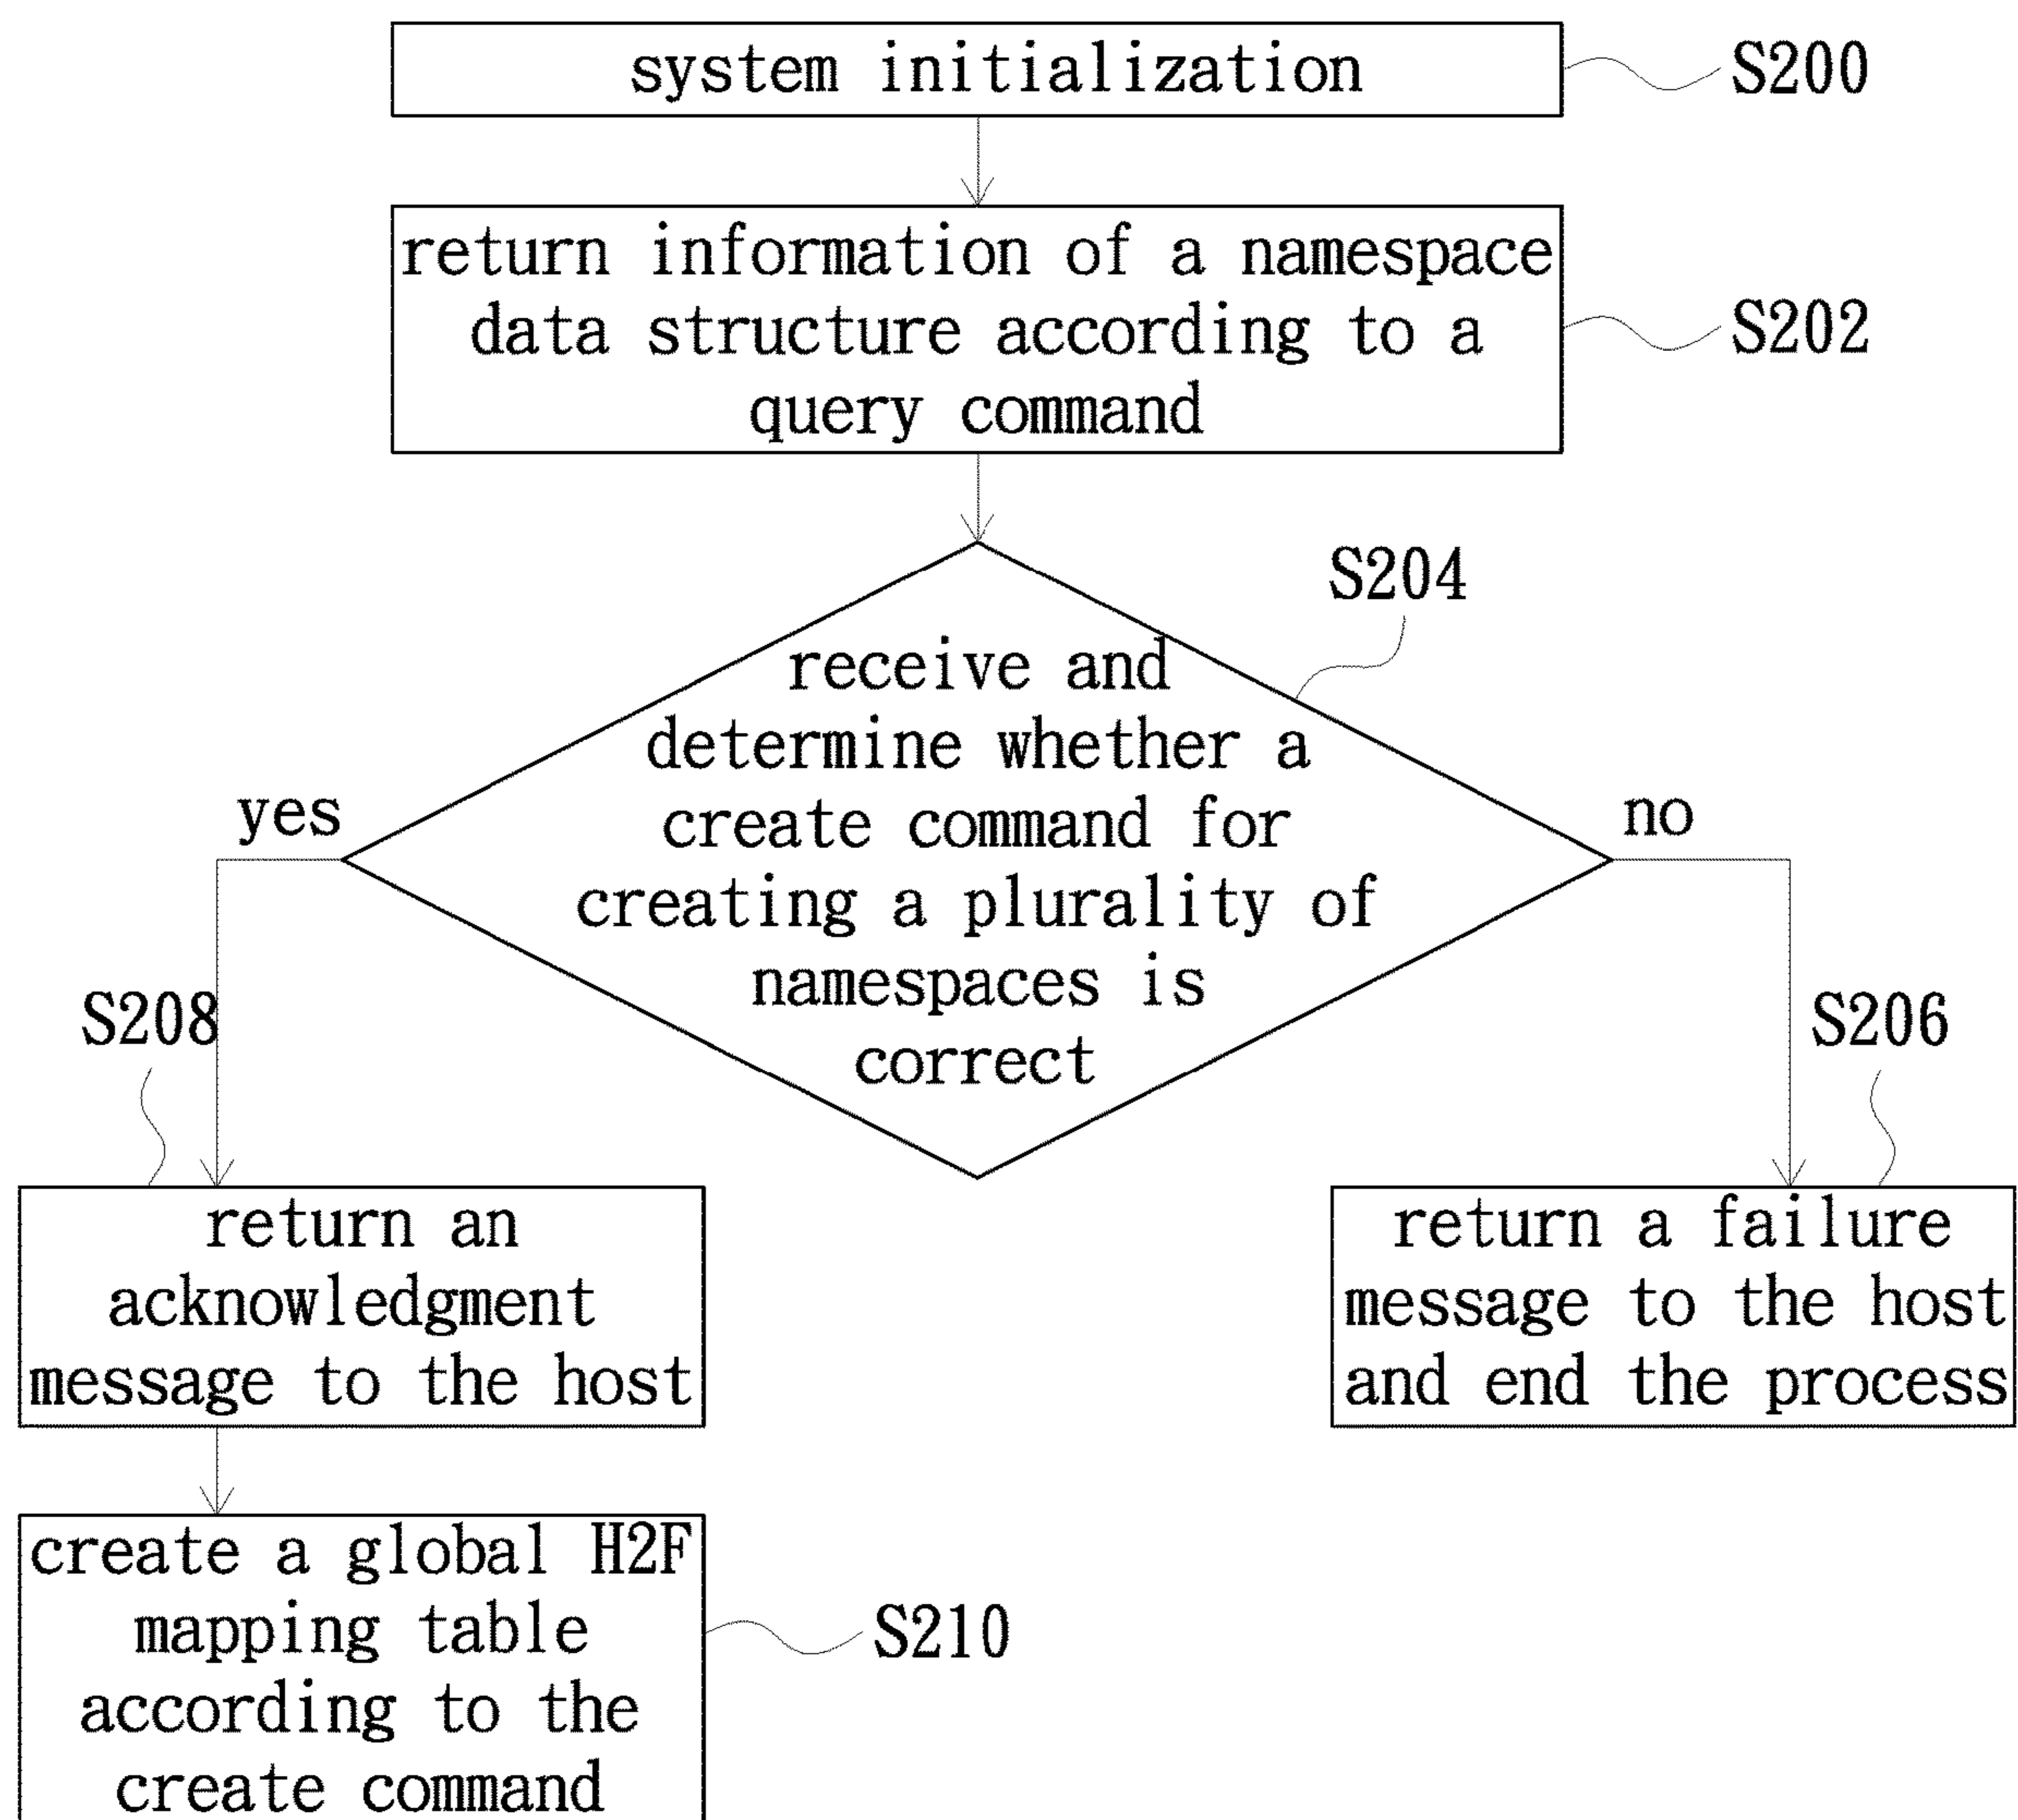 system initialization
S200
return information of a namespace
data structure according to a
query command
S202
S204
receive and
determine whether a
create command for
creating a plurality of
namespaces is
correct
yes
no
S208
S206
return an
acknowledgment
message to the host
return a failure
message to the host
and end the process
create a global H2F
mapping table
according to the
create command
S210